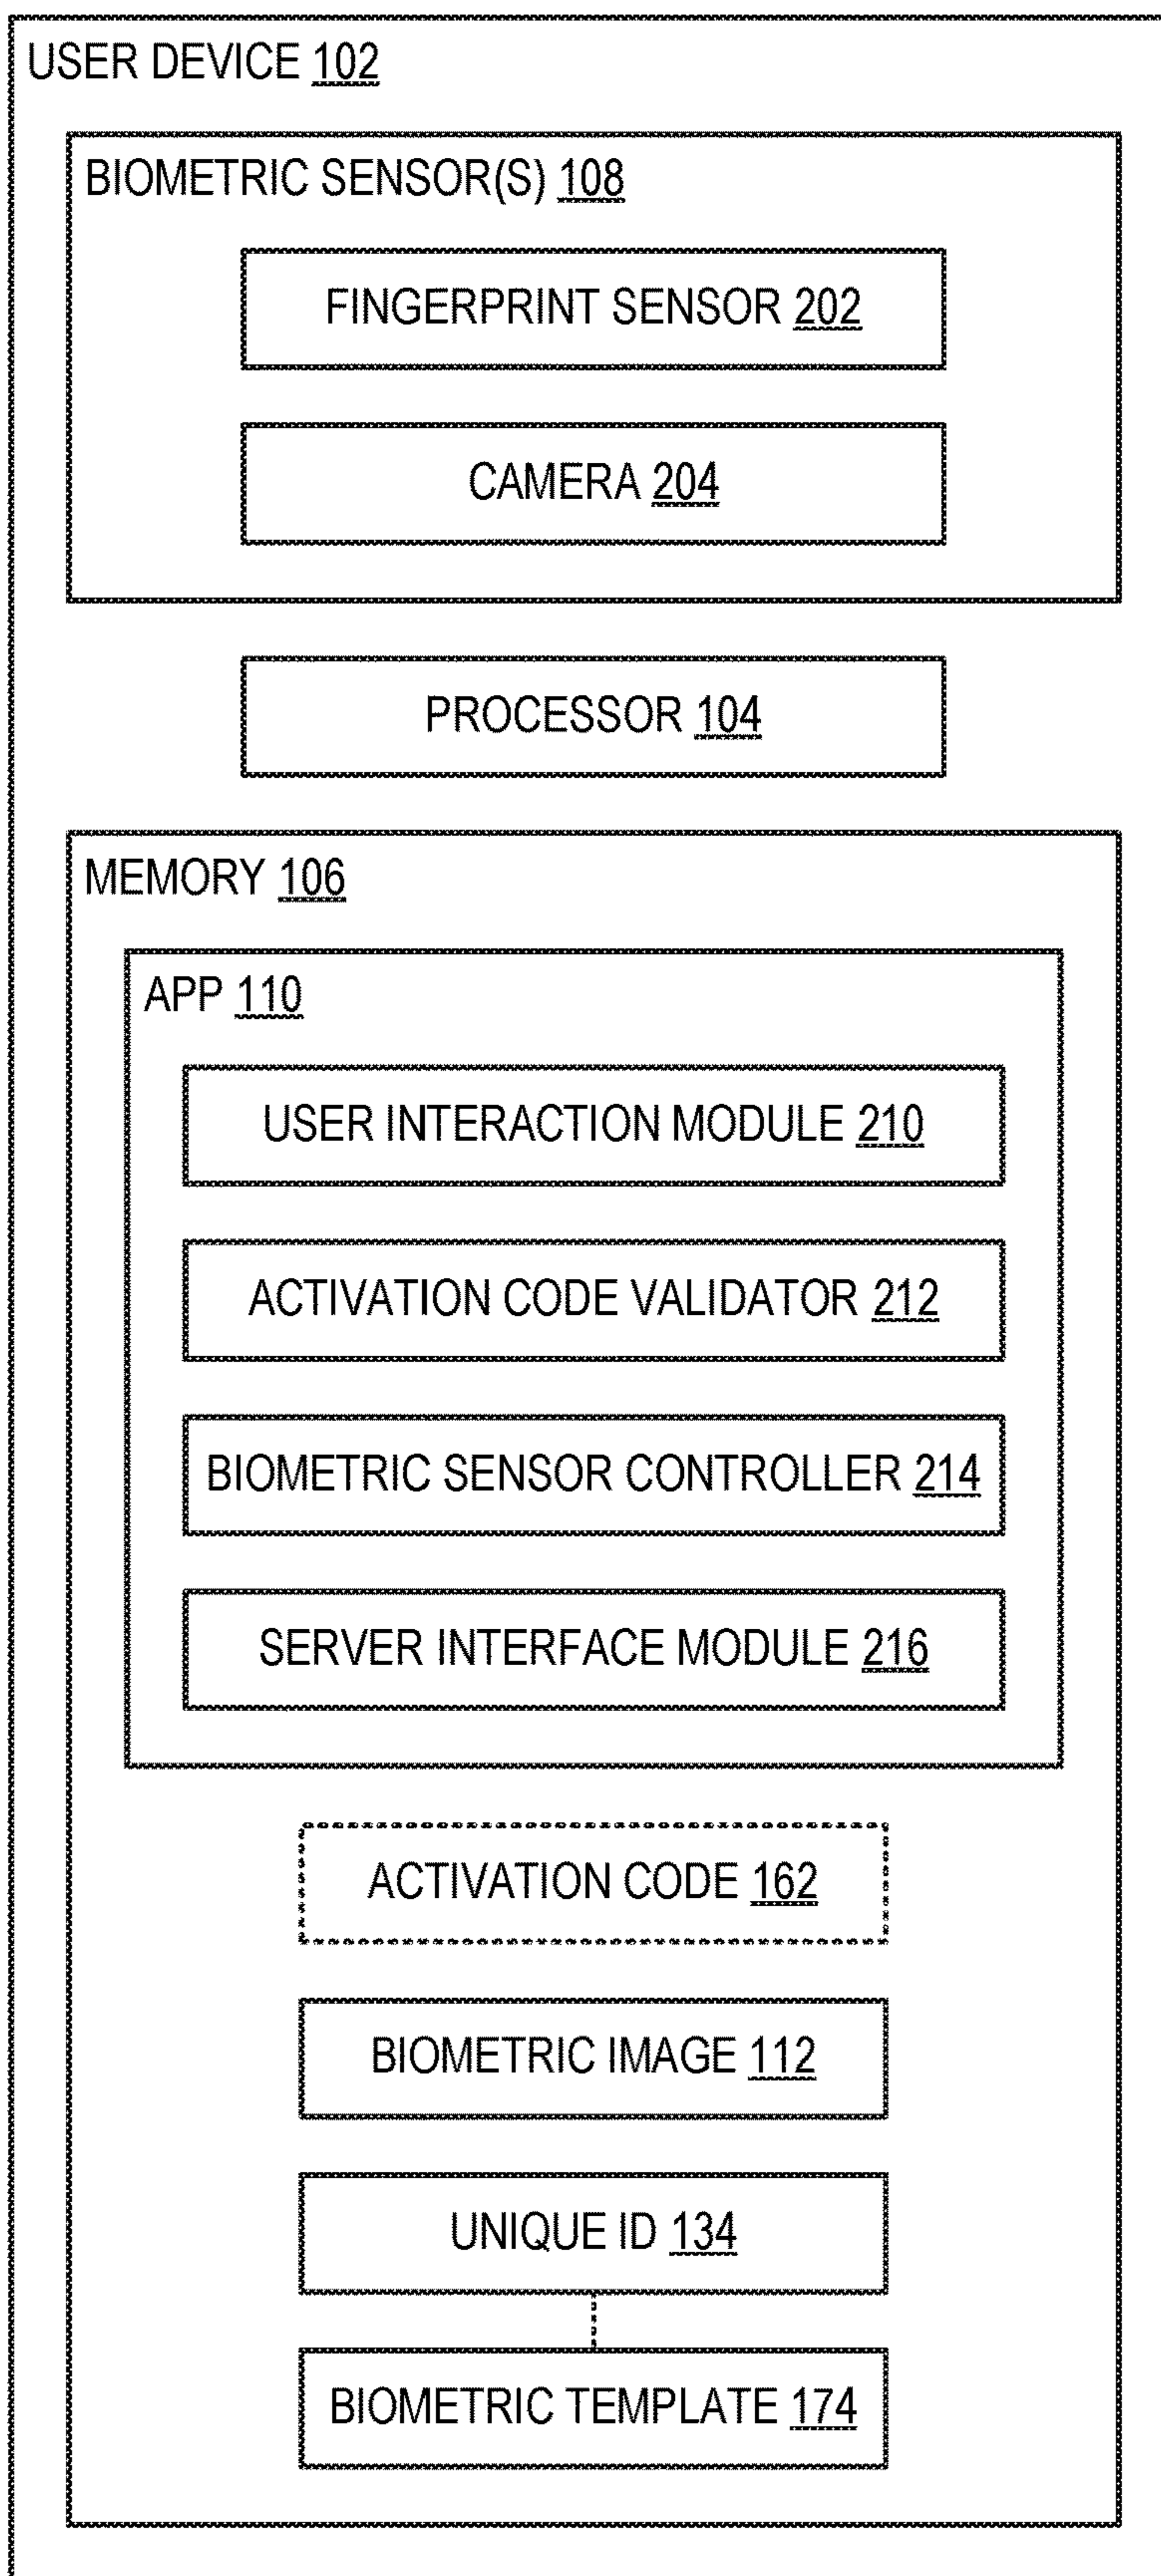 USER DEVICE 102
BIOMETRIC SENSOR(S) 108
FINGERPRINT SENSOR 202
CAMERA 204
PROCESSOR 104
MEMORY 106
APP 110
USER INTERACTION MODULE 210
ACTIVATION CODE VALIDATOR 212
BIOMETRIC SENSOR CONTROLLER 214
SERVER INTERFACE MODULE 216
ACTIVATION CODE 162
BIOMETRIC IMAGE 112
UNIQUE ID 134
BIOMETRIC TEMPLATE 174